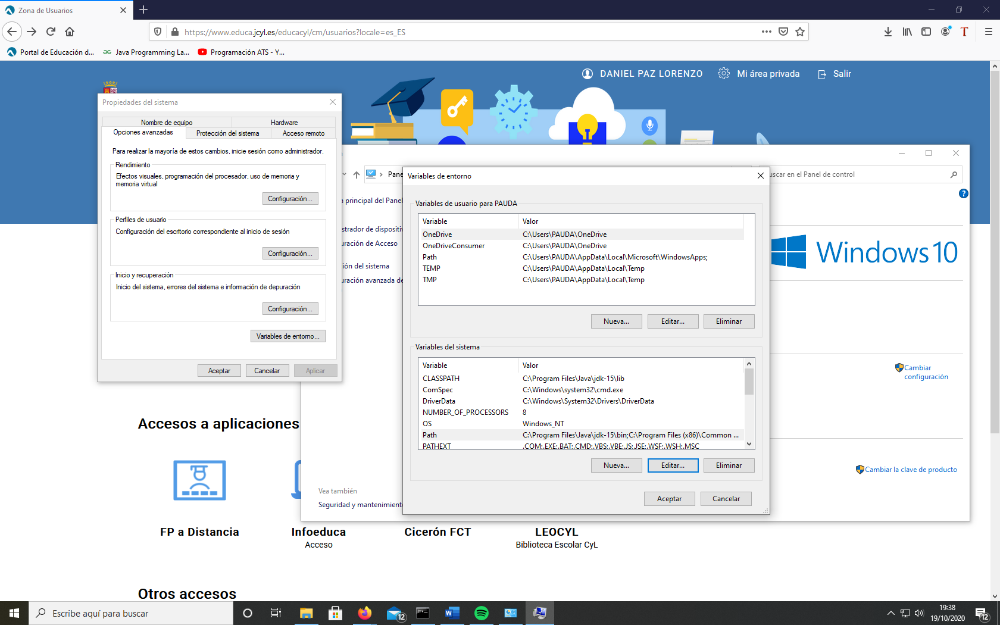 Zona de Usuarios
https://www.educa.jcyl.es/educacyl/cm/usuarios?locale=es_ES
Portal de Educación d...
Java Programming La...
Programación ATS - Y...
DANIEL PAZ LORENZO
Mi área privada
Salir
Propiedades del sistema
Nombre de equipo
Hardware
Opciones avanzadas
Protección del sistema
Acceso remoto
Para realizar la mayoría de estos cambios, inicie sesión como administrador.
Rendimiento
Efectos visuales, programación del procesador, uso de memoria y
memoria virtual
Configuración...
Perfiles de usuario
Configuración del escritorio correspondiente al inicio de sesión
Configuración...
Inicio y recuperación
Inicio del sistema, errores del sistema e información de depuración
Configuración...
Variables de entorno...
Aceptar
Cancelar
Aplicar
Pane
uscar en el Panel de control
a principal del Panel
strador de dispositiv
uración de Acceso
ión del sistema
uración avanzada de
Windows 10
Cambiar
configuración
Cambiar la clave de producto
Vea también
Seguridad y mantenimient
Variables de entorno
Variables de usuario para PAUDA
Variable Valor
OneDrive C:\Users\PAUDA\OneDrive
OneDriveConsumer C:\Users\PAUDA\OneDrive
Path C:\Users\PAUDA\AppData\Local\Microsoft\WindowsApps;
TEMP C:\Users\PAUDA\AppData\Local\Temp
TMP C:\Users\PAUDA\AppData\Local\Temp
Nueva... Editar... Eliminar
Variables del sistema
Variable Valor
CLASSPATH C:\Program Files\Java\jdk-15\lib
ComSpec C:\Windows\system32\cmd.exe
DriverData C:\Windows\System32\Drivers\DriverData
NUMBER_OF_PROCESSORS 8
OS Windows_NT
Path C:\Program Files\Java\jdk-15\bin;C:\Program Files (x86)\Common ...
PATHEXT .COM;.EXE;.BAT;.CMD;.VBS;.VBE;.JS;.JSE;.WSF;.WSH;.MSC
Nueva... Editar... Eliminar
Aceptar Cancelar
Accesos a aplicaciones
FP a Distancia
Infoeduca
Acceso
Cicerón FCT
LEOCYL
Biblioteca Escolar CyL
Otros accesos
Escribe aquí para buscar
12
19:38
19/10/2020
12